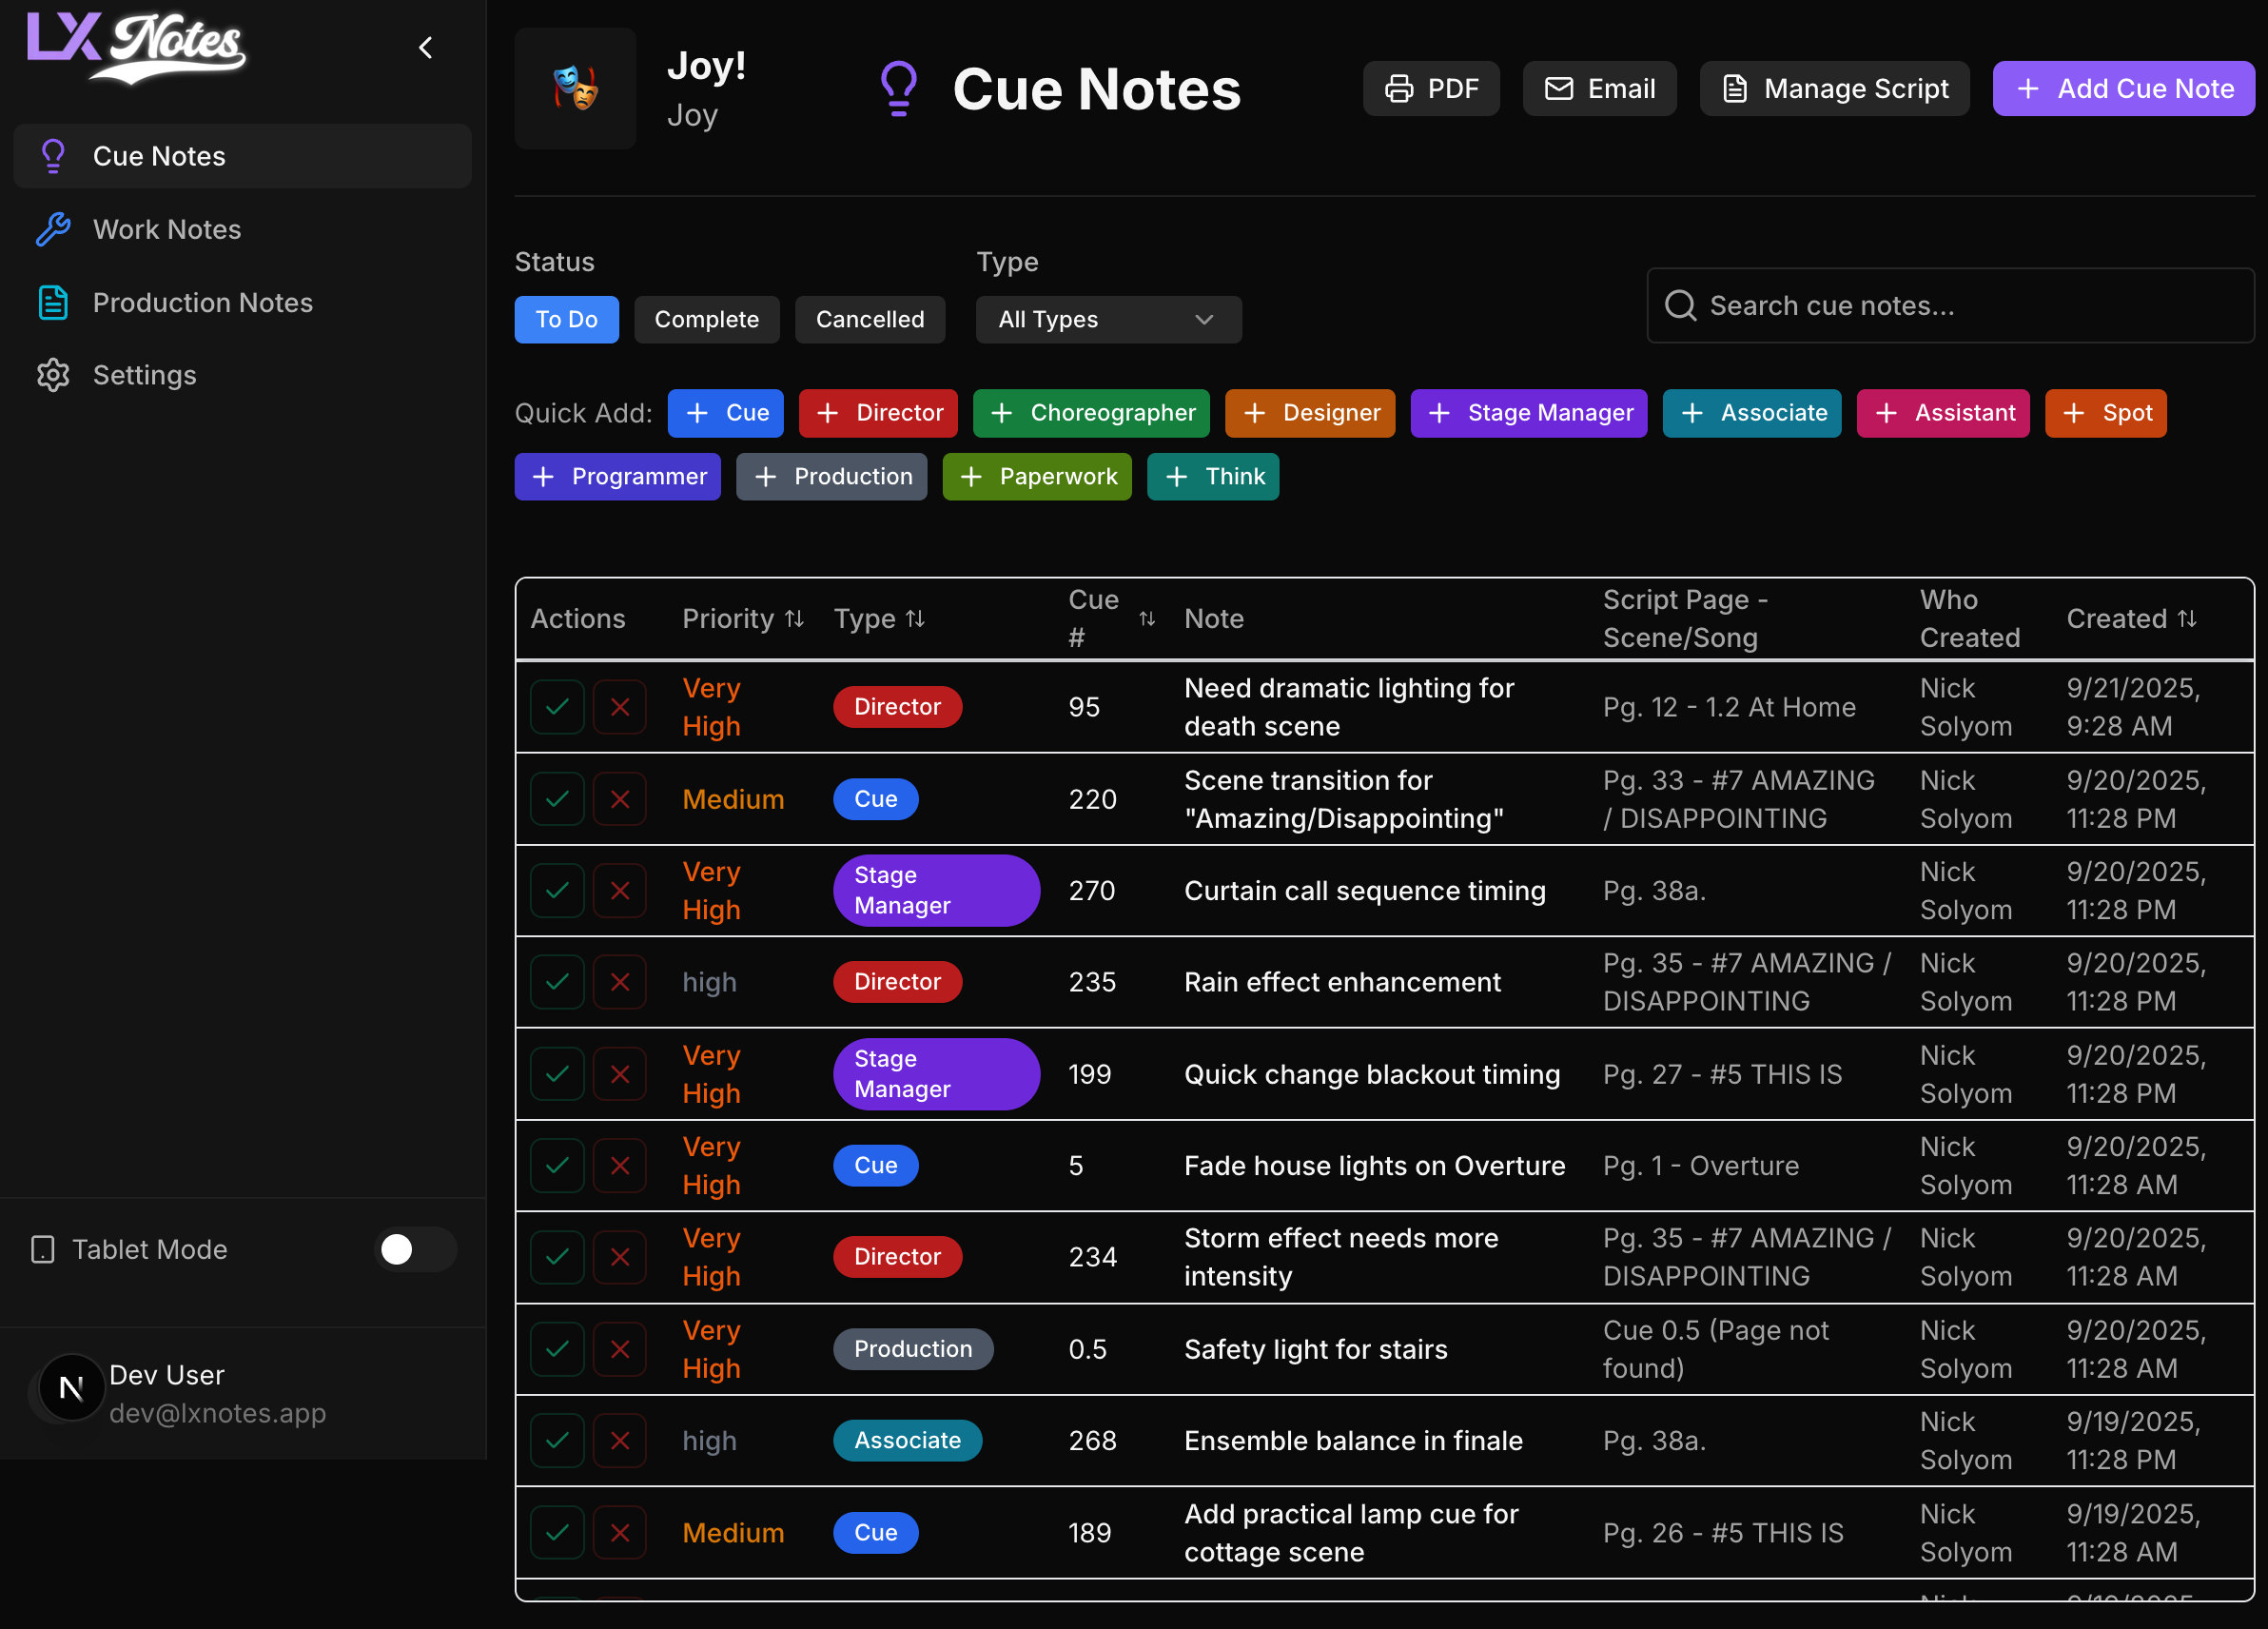 LX Notes
Cue Notes
Work Notes
Production Notes
Settings
Tablet Mode
N
Dev User
dev@lxnotes.app
Joy!
Joy
Cue Notes
PDF
Email
Manage Script
Add Cue Note
Status
Type
To Do
Complete
Cancelled
All Types
Search cue notes...
Quick Add:
Cue
Director
Choreographer
Designer
Stage Manager
Associate
Assistant
Spot
Programmer
Production
Paperwork
Think
Actions
Priority
Type
Cue
#
Note
Script Page -
Scene/Song
Who
Created
Created
Very
High
Director
95
Need dramatic lighting for
death scene
Pg. 12 - 1.2 At Home
Nick
Solyom
9/21/2025,
9:28 AM
Medium
Cue
220
Scene transition for
"Amazing/Disappointing"
Pg. 33 - #7 AMAZING
/ DISAPPOINTING
Nick
Solyom
9/20/2025,
11:28 PM
Very
High
Stage
Manager
270
Curtain call sequence timing
Pg. 38a.
Nick
Solyom
9/20/2025,
11:28 PM
high
Director
235
Rain effect enhancement
Pg. 35 - #7 AMAZING /
DISAPPOINTING
Nick
Solyom
9/20/2025,
11:28 PM
Very
High
Stage
Manager
199
Quick change blackout timing
Pg. 27 - #5 THIS IS
Nick
Solyom
9/20/2025,
11:28 PM
Very
High
Cue
5
Fade house lights on Overture
Pg. 1 - Overture
Nick
Solyom
9/20/2025,
11:28 AM
Very
High
Director
234
Storm effect needs more
intensity
Pg. 35 - #7 AMAZING /
DISAPPOINTING
Nick
Solyom
9/20/2025,
11:28 AM
Very
High
Production
0.5
Safety light for stairs
Cue 0.5 (Page not
found)
Nick
Solyom
9/20/2025,
11:28 AM
high
Associate
268
Ensemble balance in finale
Pg. 38a.
Nick
Solyom
9/19/2025,
11:28 PM
Medium
Cue
189
Add practical lamp cue for
cottage scene
Pg. 26 - #5 THIS IS
Nick
Solyom
9/19/2025,
11:28 AM